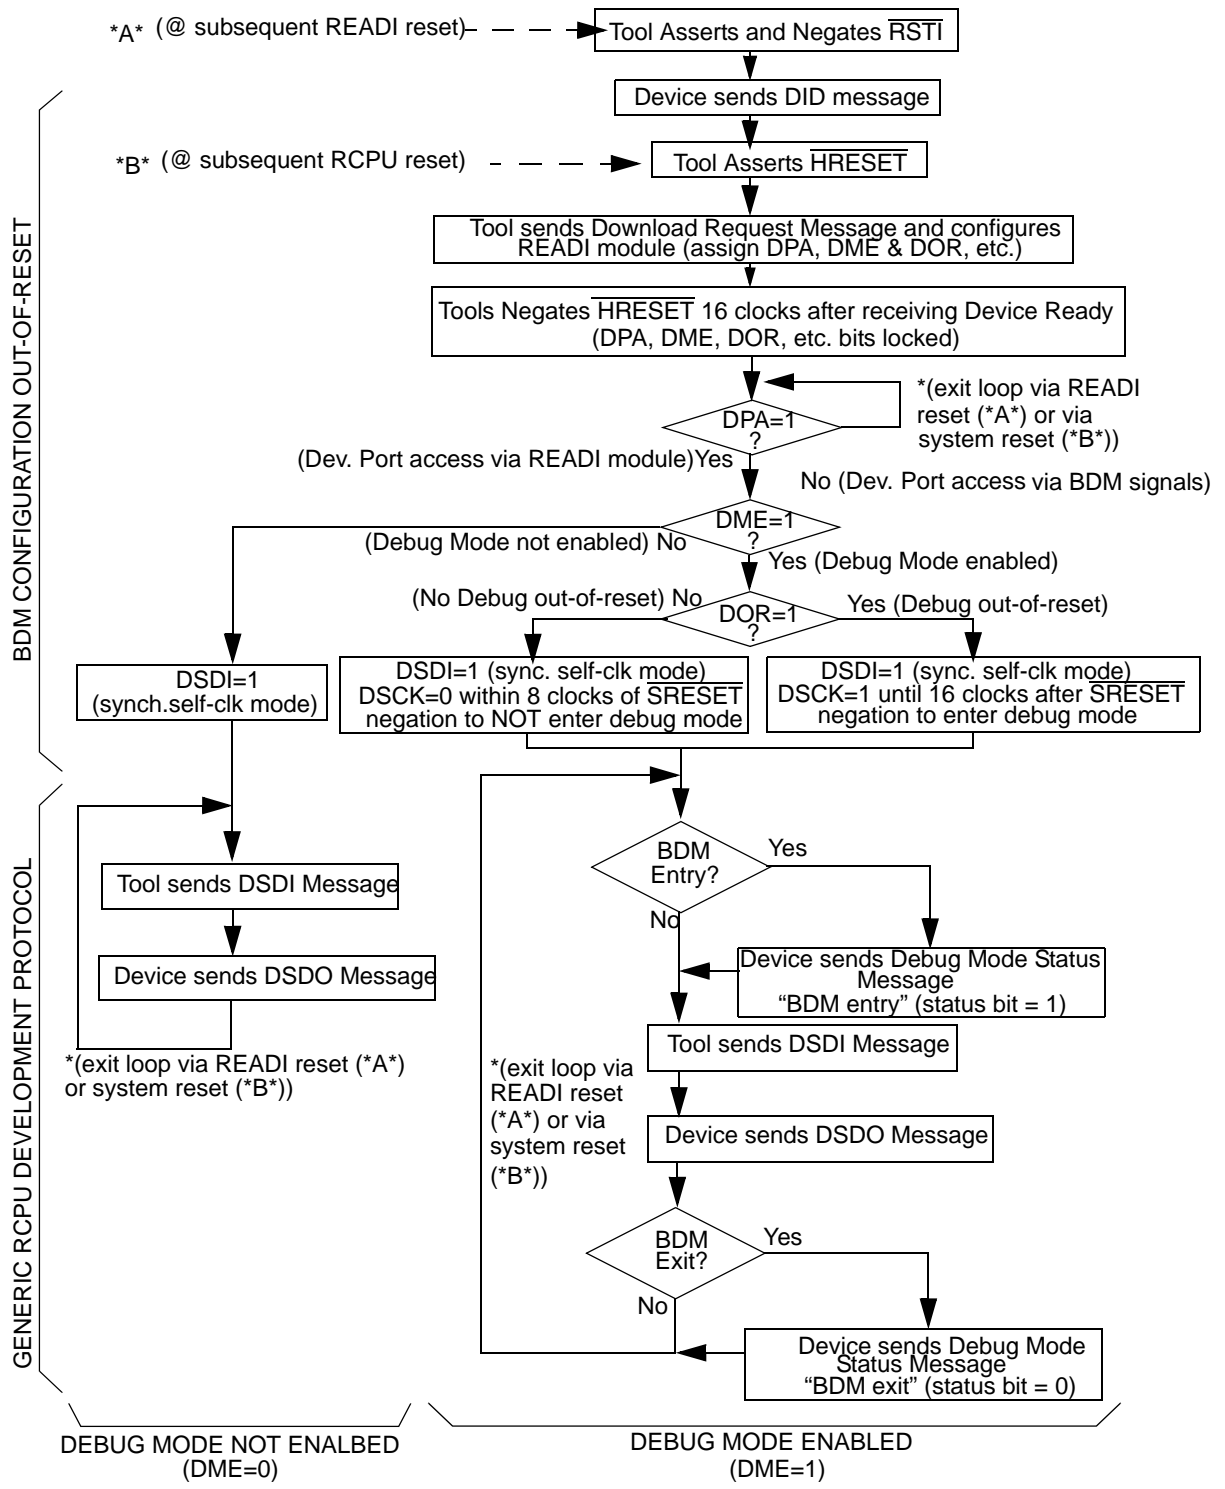 *A* (@ subsequent READI reset)
Tool Asserts and Negates RSTI
Device sends DID message
*B* (@ subsequent RCPU reset)
Tool Asserts HRESET
Tool sends Download Request Message and configures
READI module (assign DPA, DME & DOR, etc.)
Tools Negates HRESET 16 clocks after receiving Device Ready
(DPA, DME, DOR, etc. bits locked)
*(exit loop via READI
reset (*A*) or via
system reset (*B*))
DPA=1
?
(Dev. Port access via READI module)Yes
No (Dev. Port access via BDM signals)
DME=1
?
(Debug Mode not enabled) No
Yes (Debug Mode enabled)
(No Debug out-of-reset) No
DOR=1
?
Yes (Debug out-of-reset)
DSDI=1
(synch.self-clk mode)
DSDI=1 (sync. self-clk mode)
DSCK=0 within 8 clocks of SRESET
negation to NOT enter debug mode
DSDI=1 (sync. self-clk mode)
DSCK=1 until 16 clocks after SRESET
negation to enter debug mode
BDM CONFIGURATION OUT-OF-RESET
Tool sends DSDI Message
Device sends DSDO Message
*(exit loop via READI reset (*A*)
or system reset (*B*))
BDM
Entry?
Yes
No
Device sends Debug Mode Status
Message
“BDM entry” (status bit = 1)
Tool sends DSDI Message
*(exit loop via
READI reset
(*A*) or via
system reset
(*B*))
Device sends DSDO Message
BDM
Exit?
Yes
No
Device sends Debug Mode
Status Message
“BDM exit” (status bit = 0)
GENERIC RCPU DEVELOPMENT PROTOCOL
DEBUG MODE NOT ENALBED
(DME=0)
DEBUG MODE ENABLED
(DME=1)